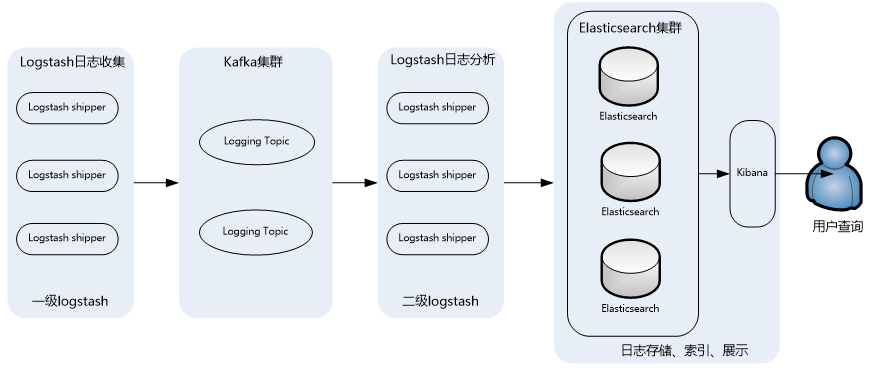 Logstash日志收集
Logstash shipper
Logstash shipper
Logstash shipper
一级logstash
Kafka集群
Logging Topic
Logging Topic
Logstash日志分析
Logstash shipper
Logstash shipper
Logstash shipper
二级logstash
Elasticsearch集群
Elasticsearch
Elasticsearch
Elasticsearch
日志存储、索引、展示
Kibana
用户查询